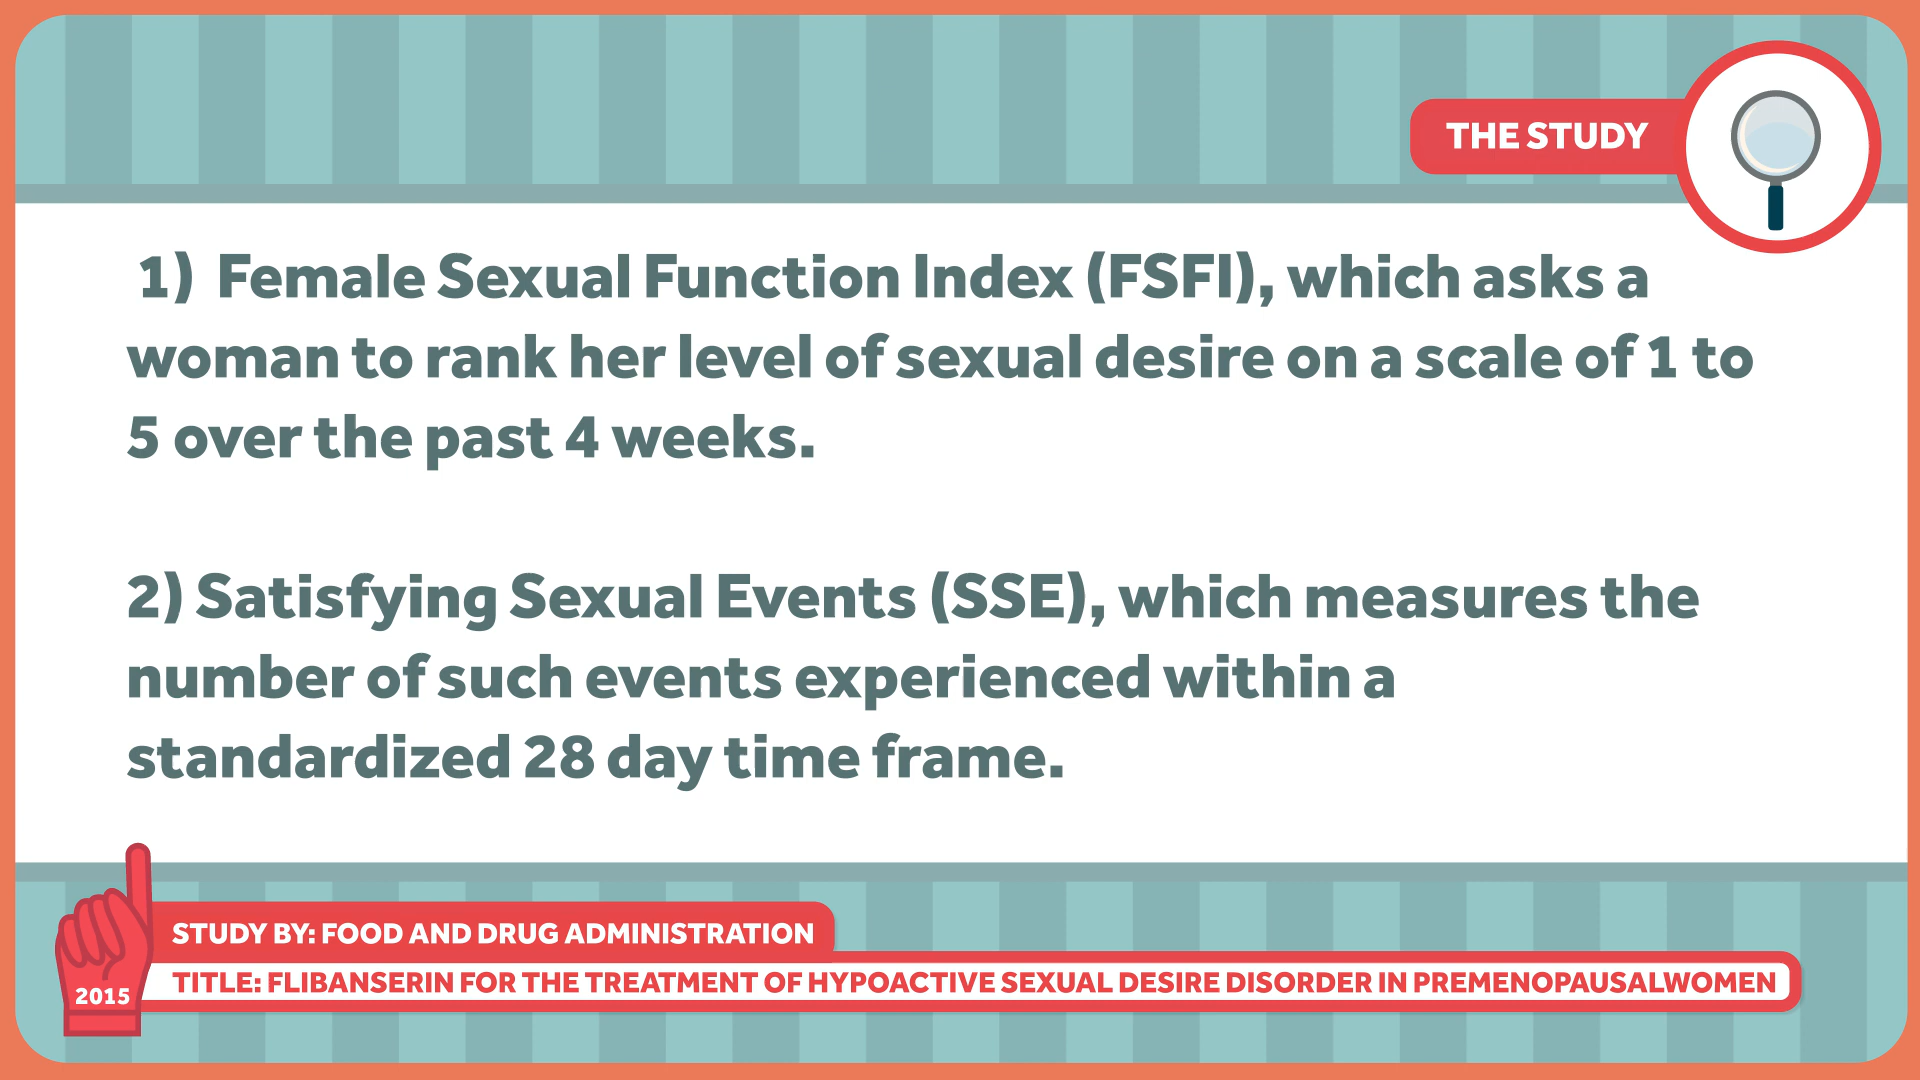 THE STUDY
1) Female Sexual Function Index (FSFI), which asks a
woman to rank her level of sexual desire on a scale of 1 to
5 over the past 4 weeks.
2) Satisfying Sexual Events (SSE), which measures the
number of such events experienced within a
standardized 28 day time frame.
STUDY BY: FOOD AND DRUG ADMINISTRATION
TITLE: FLIBANSERIN FOR THE TREATMENT OF HYPOACTIVE SEXUAL DESIRE DISORDER IN PREMENOPAUSALWOMEN
2015